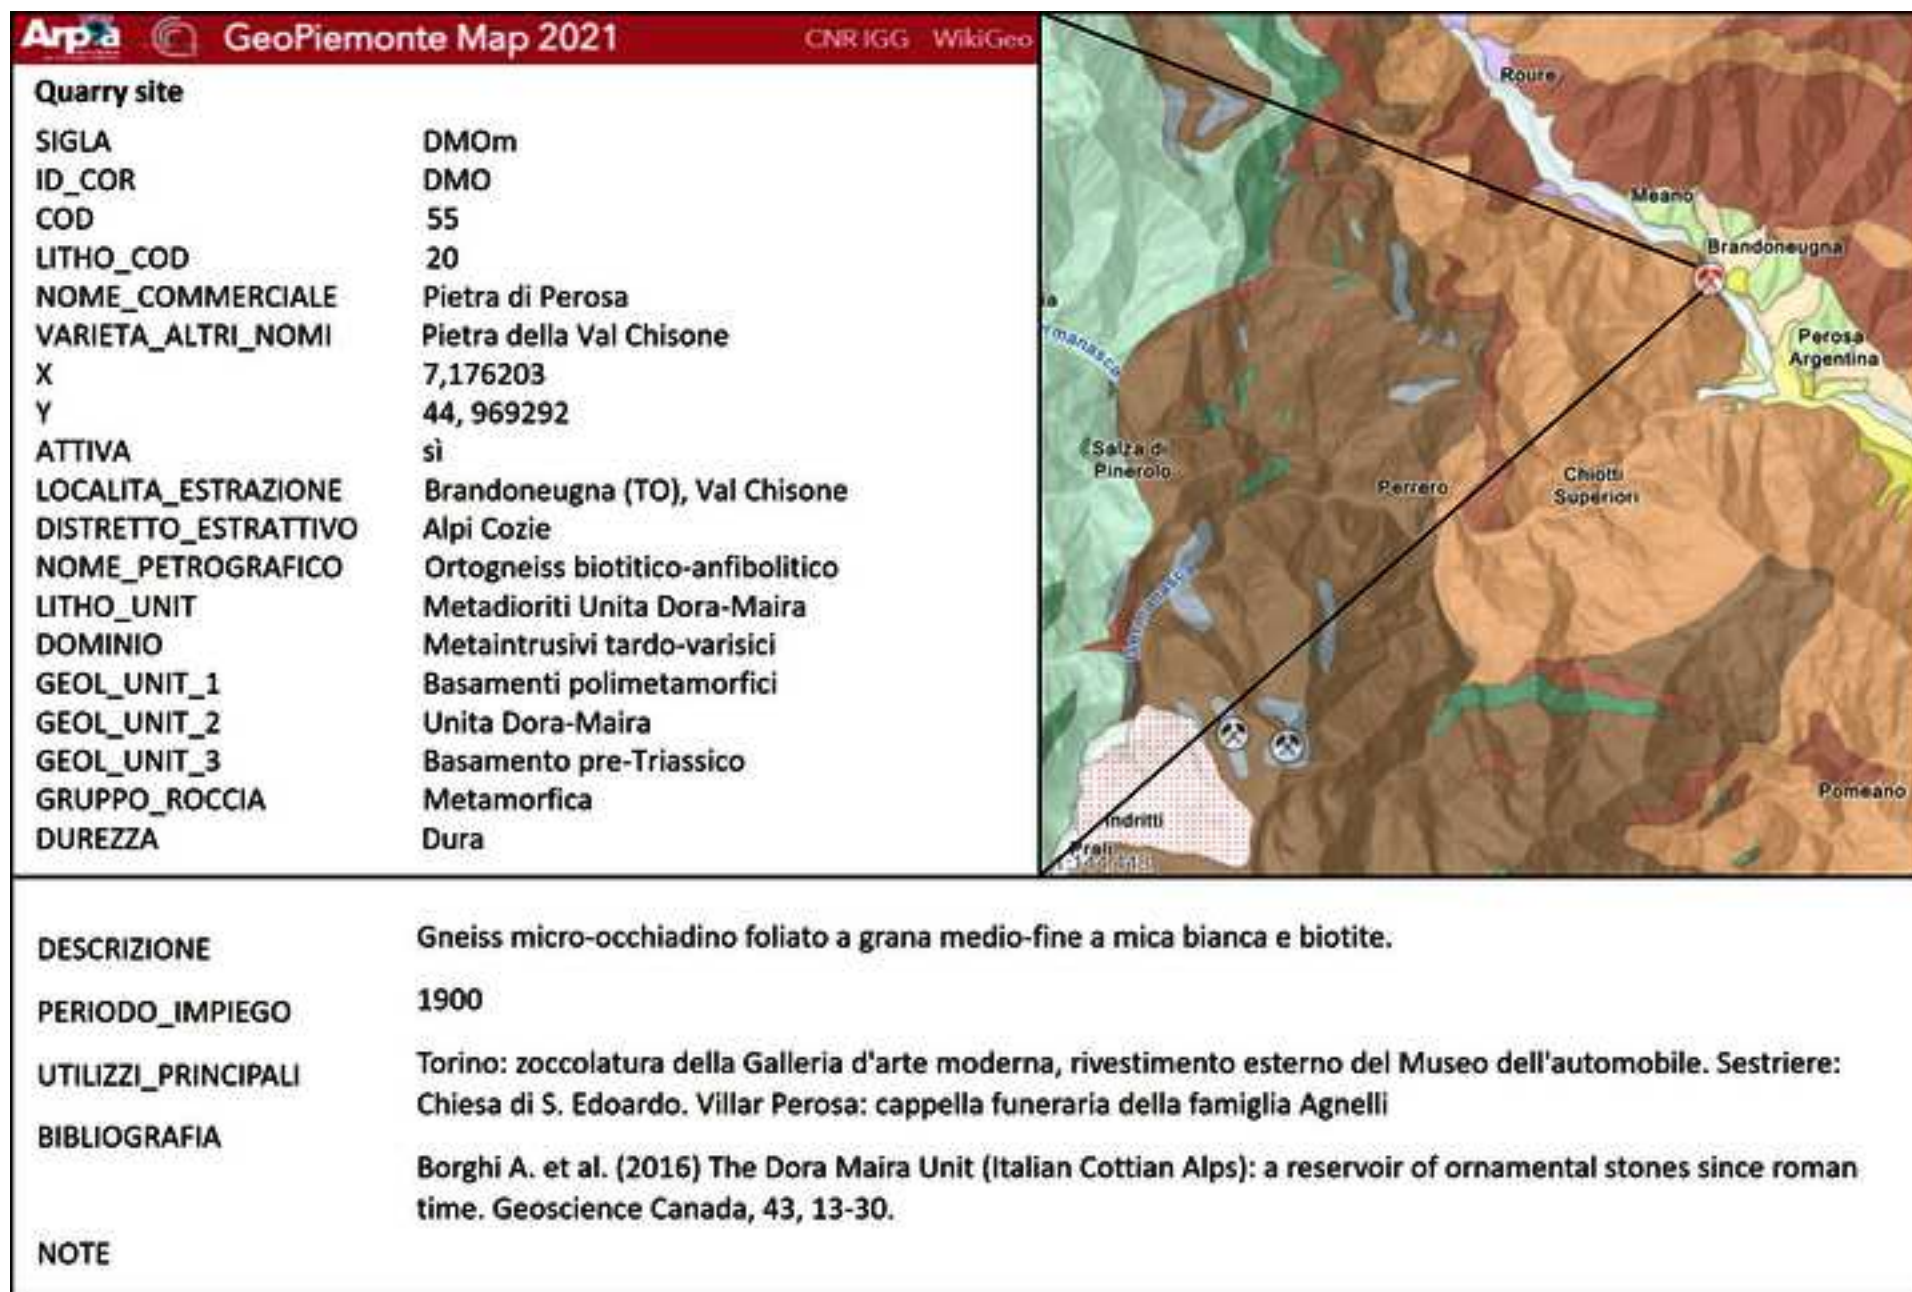 Arpa GeoPiemonte Map 2021 CNR IGG WikiGeo
Quarry site
SIGLA DMOm
ID_COR DMO
COD 55
LITHO_COD 20
NOME_COMMERCIALE Pietra di Perosa
VARIETA_ALTRI_NOMI Pietra della Val Chisone
X 7,176203
Y 44, 969292
ATTIVA sì
LOCALITA_ESTRAZIONE Brandoneugna (TO), Val Chisone
DISTRETTO_ESTRATTIVO Alpi Cozie
NOME_PETROGRAFICO Ortogneiss biotitico-anfibolitico
LITHO_UNIT Metadioriti Unita Dora-Maira
DOMINIO Metaintrusivi tardo-varisici
GEOL_UNIT_1 Basamenti polimetamorfici
GEOL_UNIT_2 Unita Dora-Maira
GEOL_UNIT_3 Basamento pre-Triassico
GRUPPO_ROCCIA Metamorfica
DUREZZA Dura
Roure
Meano
Brandoneugna
Perosa
Argentina
ia
ermanasca
Salza di
Pinerolo
Perrero
Chiotti
Superiori
Germanasca
Pomeano
Indritti
Prali
DESCRIZIONE Gneiss micro-occhiadino foliato a grana medio-fine a mica bianca e biotite.
PERIODO_IMPIEGO 1900
UTILIZZI_PRINCIPALI Torino: zoccolatura della Galleria d'arte moderna, rivestimento esterno del Museo dell'automobile. Sestriere:
Chiesa di S. Edoardo. Villar Perosa: cappella funeraria della famiglia Agnelli
BIBLIOGRAFIA
Borghi A. et al. (2016) The Dora Maira Unit (Italian Cottian Alps): a reservoir of ornamental stones since roman
time. Geoscience Canada, 43, 13-30.
NOTE